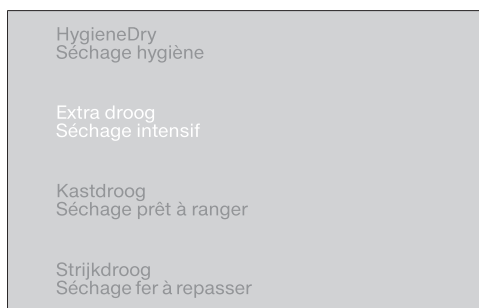 HygieneDry
Séchage hygiène
Extra droog
Séchage intensif
Kastdroog
Séchage prêt à ranger
Strijkdroog
Séchage fer à repasser